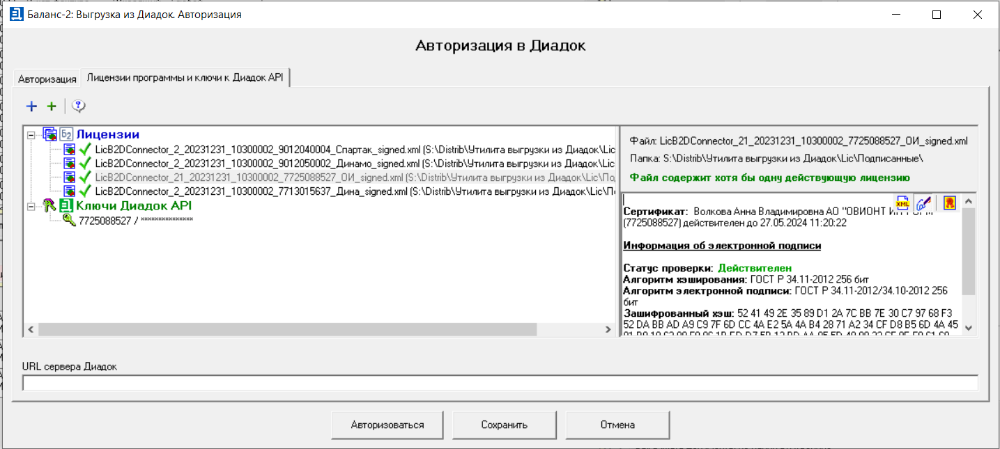 Баланс-2: Выгрузка из Диадок. Авторизация
Авторизация в Диадок
Авторизация
Лицензии программы и ключи к Диадок API
Б2 Лицензии
LicB2DConnector_2_20231231_10300002_9012040004_Спартак_signed.xml (S:\Distrib\Утилита выгрузки из Диадок\Lic
LicB2DConnector_2_20231231_10300002_9012050002_Динамо_signed.xml (S:\Distrib\Утилита выгрузки из Диадок\Lic
LicB2DConnector_21_20231231_10300002_7725088527_ОИ_signed.xml (S:\Distrib\Утилита выгрузки из Диадок\Lic\По,
LicB2DConnector_2_20231231_10300002_7713015637_Дина_signed.xml (S:\Distrib\Утилита выгрузки из Диадок\Lic\П
Ключи Диадок API
7725088527 / ***************
Файл: LicB2DConnector_21_20231231_10300002_7725088527_ОИ_signed.xml
Папка: S:\Distrib\Утилита выгрузки из Диадок\Lic\Подписанные\
Файл содержит хотя бы одну действующую лицензию
XML
Сертификат: Волкова Анна Владимировна АО "ОВИОНТ
(7725088527) действителен до 27.05.2024 11:20:22
Информация об электронной подписи
Статус проверки: Действителен
Алгоритм хэширования: ГОСТ Р 34.11-2012 256 бит
Алгоритм электронной подписи: ГОСТ Р 34.11-2012/34.10-2012 256
бит
Зашифрованный хэш: 52 41 49 2E 35 89 D1 2A 7C BB 7E 30 C7 97 68 F3
52 DA BB AD A9 C9 7F 6D CC 4A E2 5A 4A B4 28 71 A2 34 CF D8 B5 6D 4A 45
URL сервера Диадок
Авторизоваться
Сохранить
Отмена